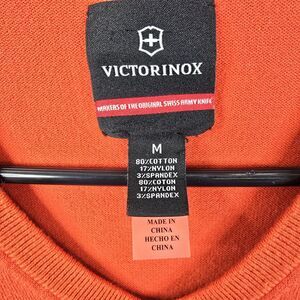 VICTORINOX
MAKERS OF THE ORIGINAL SWISS ARMY KNIFE
M
80%COTTON
17%NYLON
3%SPANDEX
80%COTON
17%NYLON
3%SPANDEX
MADE IN
CHINA
HECHO EN
CHINA